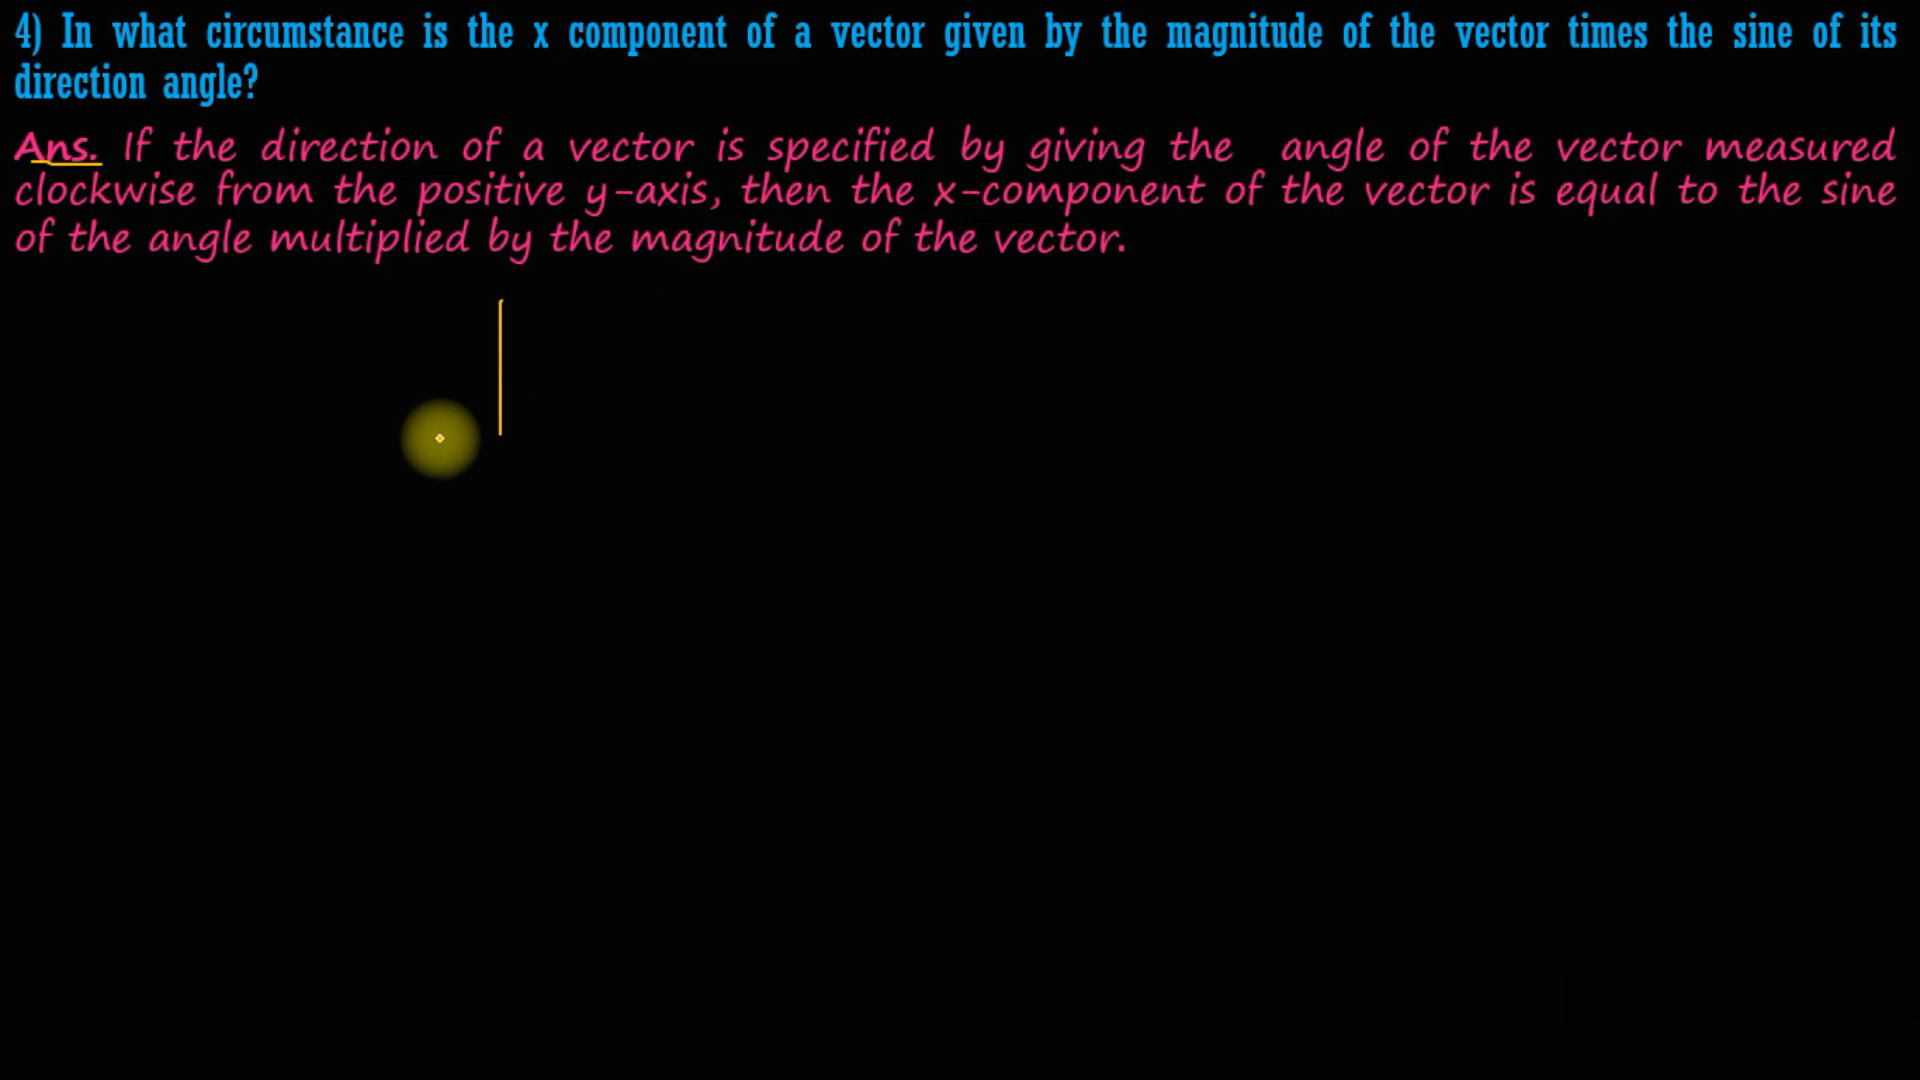 4) In what circumstance is the x component of a vector given by the magnitude of the vector times the sine of its
direction angle?
Ans. If the direction of a vector is specified by giving the angle of the vector measured
clockwise from the positive y-axis, then the x-component of the vector is equal to the sine
of the angle multiplied by the magnitude of the vector.